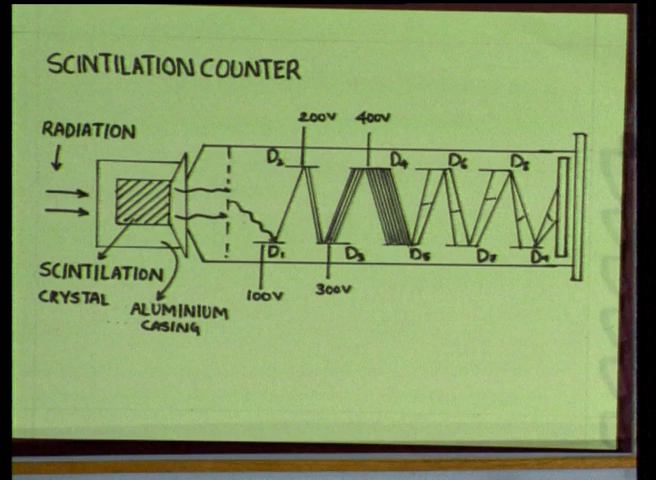 SCINTILATION COUNTER
200V 400V
RADIATION
D2 D4 D6 D8
D1 D3 D5 D7 D9
SCINTILATION
CRYSTAL
100V 300V
ALUMINIUM
CASING